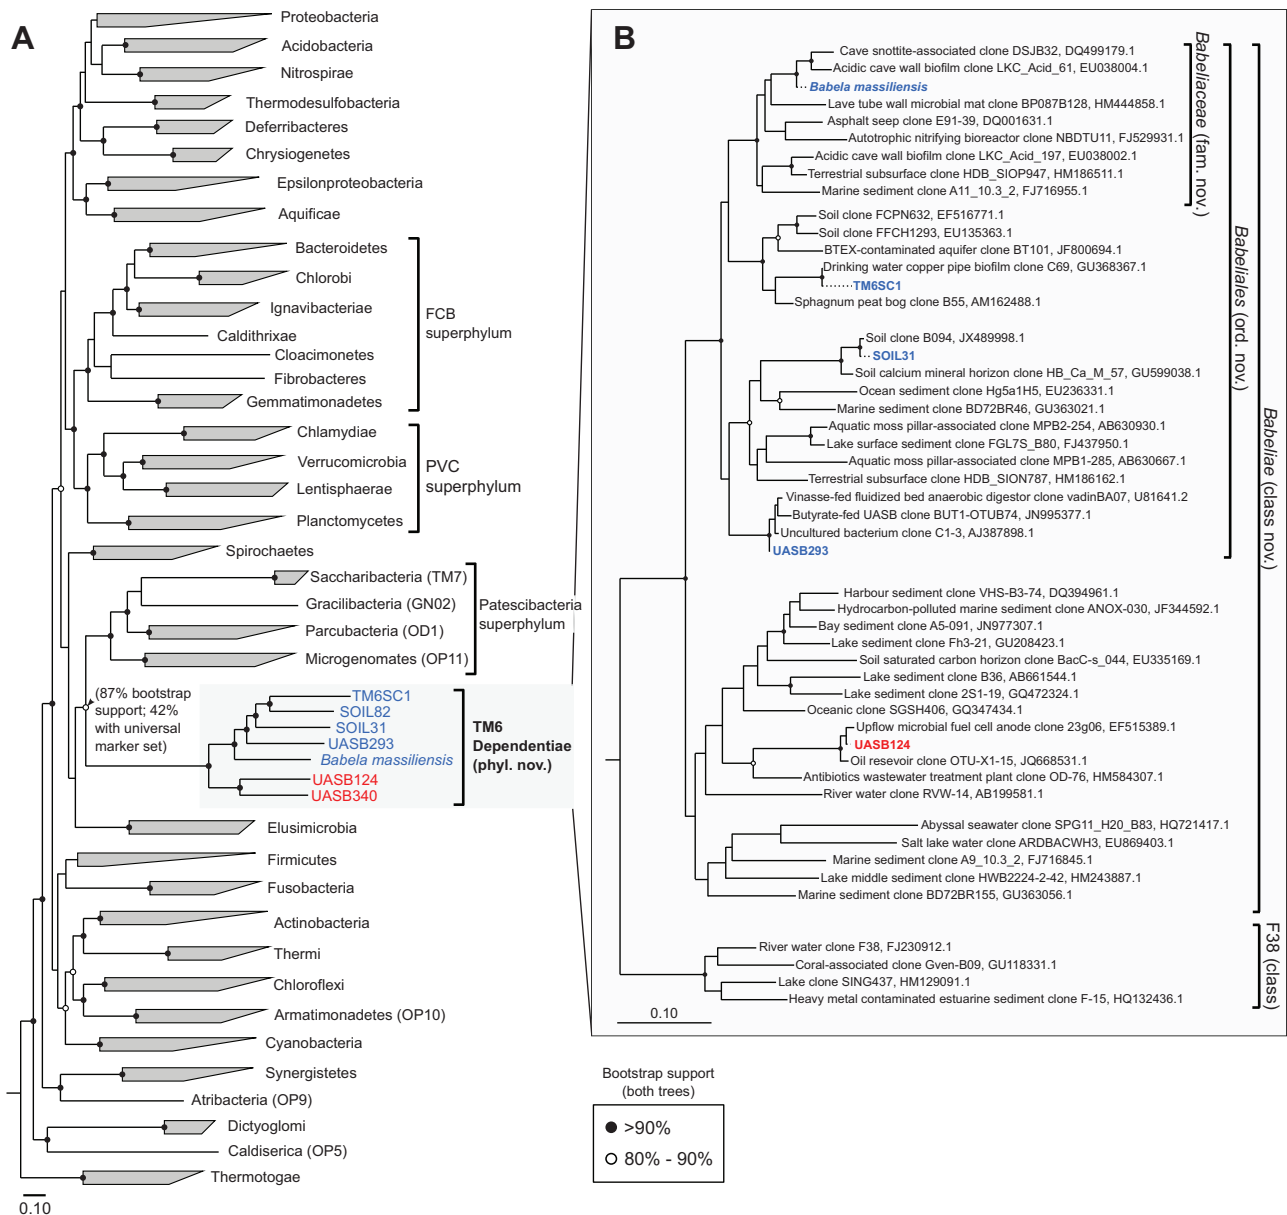 A
Proteobacteria
Acidobacteria
Nitrospirae
Thermodesulfobacteria
Deferribacteres
Chrysiogenetes
Epsilonproteobacteria
Aquificae
Bacteroidetes
Chlorobi
Ignavibacteriae
Caldithrixae
Cloacimonetes
Fibrobacteres
Gemmatimonadetes
FCB
superphylum
Chlamydiae
Verrucomicrobia
Lentisphaerae
Planctomycetes
PVC
superphylum
Spirochaetes
Saccharibacteria (TM7)
Gracilibacteria (GN02)
Parcubacteria (OD1)
Microgenomates (OP11)
Patescibacteria
superphylum
(87% bootstrap
support; 42%
with universal
marker set)
TM6SC1
SOIL82
SOIL31
UASB293
Babela massiliensis
UASB124
UASB340
TM6
Dependentiae
(phyl. nov.)
Elusimicrobia
Firmicutes
Fusobacteria
Actinobacteria
Thermi
Chloroflexi
Armatimonadetes (OP10)
Cyanobacteria
Synergistetes
Atribacteria (OP9)
Dictyoglomi
Caldiserica (OP5)
Thermotogae
0.10
B
Cave snottite-associated clone DSJB32, DQ499179.1
Acidic cave wall biofilm clone LKC_Acid_61, EU038004.1
Babela massiliensis
Lave tube wall microbial mat clone BP087B128, HM444858.1
Asphalt seep clone E91-39, DQ001631.1
Autotrophic nitrifying bioreactor clone NBDTU11, FJ529931.1
Acidic cave wall biofilm clone LKC_Acid_197, EU038002.1
Terrestrial subsurface clone HDB_SIOP947, HM186511.1
Marine sediment clone A11_10.3_2, FJ716955.1
Soil clone FCPN632, EF516771.1
Soil clone FFCH1293, EU135363.1
BTEX-contaminated aquifer clone BT101, JF800694.1
Drinking water copper pipe biofilm clone C69, GU368367.1
TM6SC1
Sphagnum peat bog clone B55, AM162488.1
Soil clone B094, JX489998.1
SOIL31
Soil calcium mineral horizon clone HB_Ca_M_57, GU599038.1
Ocean sediment clone Hg5a1H5, EU236331.1
Marine sediment clone BD72BR46, GU363021.1
Aquatic moss pillar-associated clone MPB2-254, AB630930.1
Lake surface sediment clone FGL7S_B80, FJ437950.1
Aquatic moss pillar-associated clone MPB1-285, AB630667.1
Terrestrial subsurface clone HDB_SION787, HM186162.1
Vinasse-fed fluidized bed anaerobic digestor clone vadinBA07, U81641.2
Butyrate-fed UASB clone BUT1-OTUB74, JN995377.1
Uncultured bacterium clone C1-3, AJ387898.1
UASB293
Harbour sediment clone VHS-B3-74, DQ394961.1
Hydrocarbon-polluted marine sediment clone ANOX-030, JF344592.1
Bay sediment clone A5-091, JN977307.1
Lake sediment clone Fh3-21, GU208423.1
Soil saturated carbon horizon clone BacC-s_044, EU335169.1
Lake sediment clone B36, AB661544.1
Lake sediment clone 2S1-19, GQ472324.1
Oceanic clone SGSH406, GQ347434.1
Upflow microbial fuel cell anode clone 23g06, EF515389.1
UASB124
Oil resevoir clone OTU-X1-15, JQ668531.1
Antibiotics wastewater treatment plant clone OD-76, HM584307.1
River water clone RVW-14, AB199581.1
Abyssal seawater clone SPG11_H20_B83, HQ721417.1
Salt lake water clone ARDBACWH3, EU869403.1
Marine sediment clone A9_10.3_2, FJ716845.1
Lake middle sediment clone HWB2224-2-42, HM243887.1
Marine sediment clone BD72BR155, GU363056.1
River water clone F38, FJ230912.1
Coral-associated clone Gven-B09, GU118331.1
Lake clone SING437, HM129091.1
Heavy metal contaminated estuarine sediment clone F-15, HQ132436.1
Babeliaceae (fam. nov.)
Babeliales (ord. nov.)
Babeliae (class nov.)
F38 (class)
0.10
Bootstrap support
(both trees)
>90%
80% - 90%